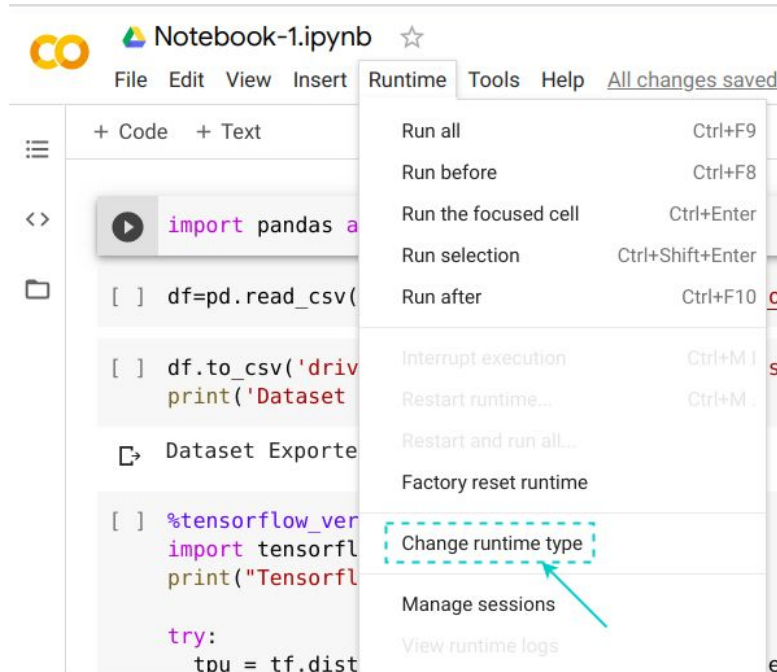 Notebook-1.ipynb
File Edit View Insert Runtime Tools Help All changes saved
+ Code + Text
Run all Ctrl+F9
Run before Ctrl+F8
Run the focused cell Ctrl+Enter
Run selection Ctrl+Shift+Enter
Run after Ctrl+F10
Interrupt execution Ctrl+M I
Restart runtime... Ctrl+M .
Restart and run all...
Factory reset runtime
Change runtime type
Manage sessions
View runtime logs
import pandas a
[ ] df=pd.read_csv(
[ ] df.to_csv('driv
print('Dataset
Dataset Exporte
[ ] %tensorflow_ver
import tensorfl
print("Tensorfl
try:
tpu = tf.dist